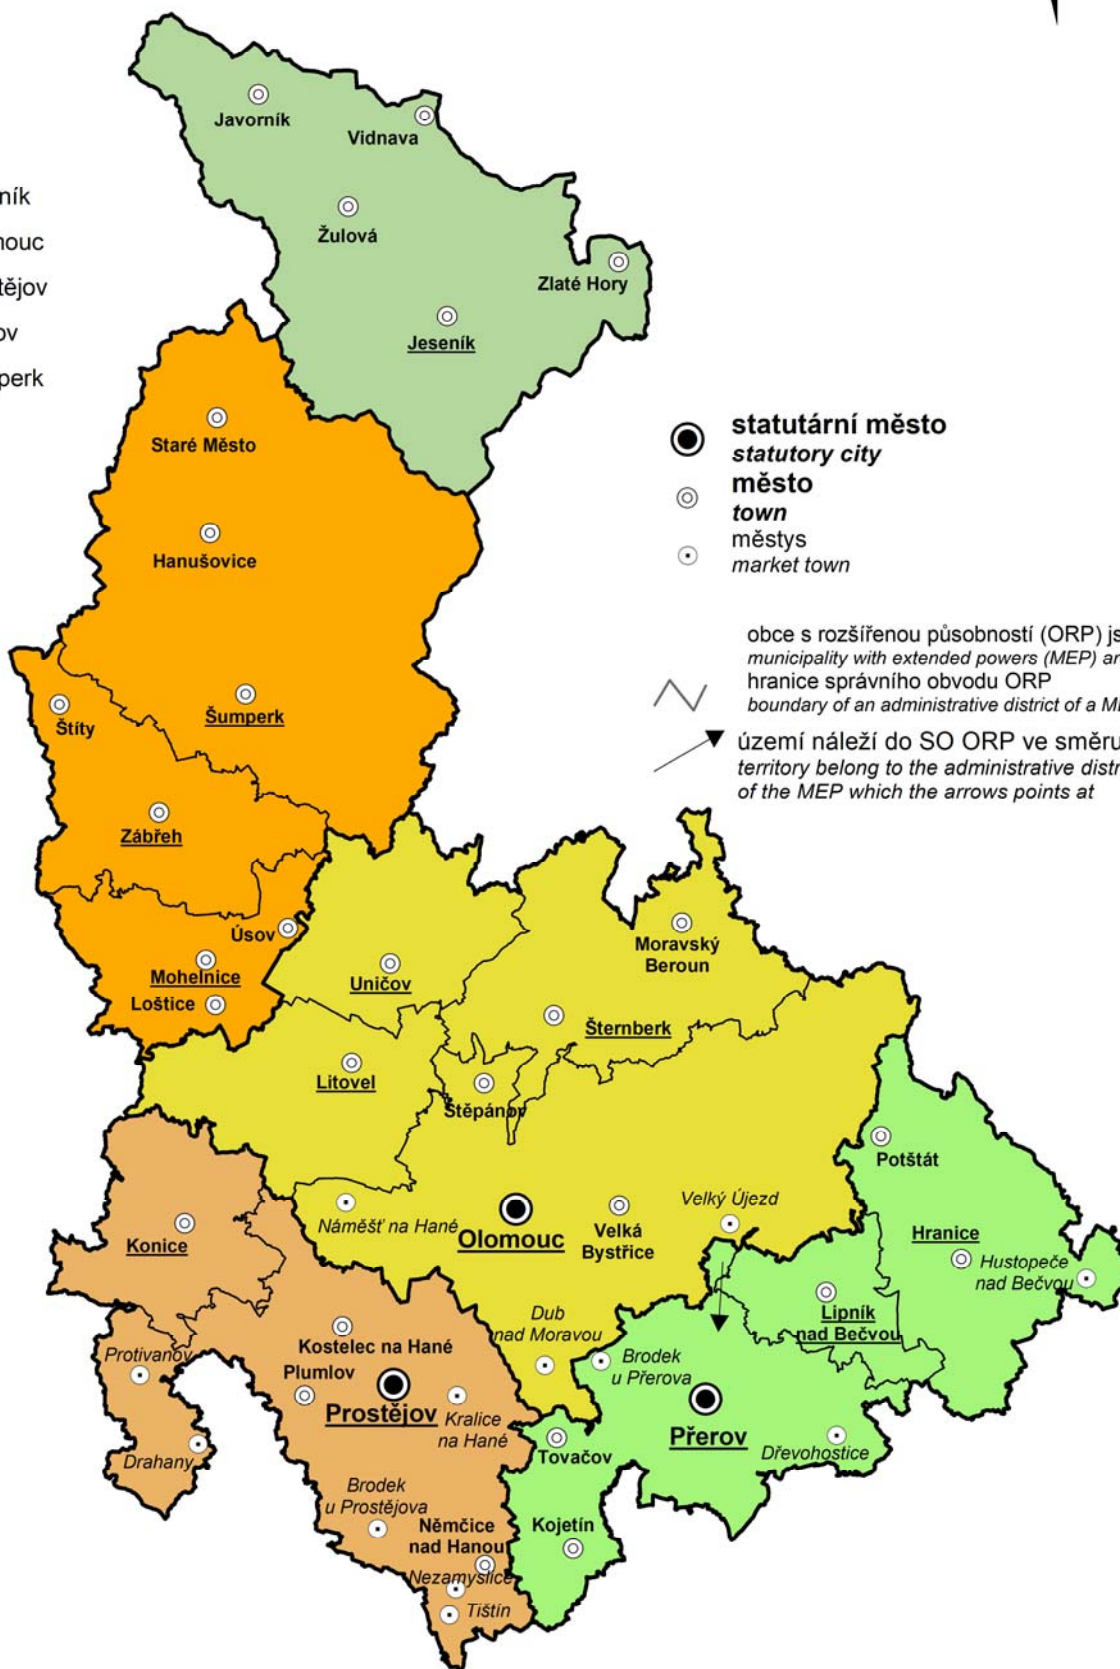 Javorník
Vidnava
ník
Žulová
nouc
Zlaté Hory
tějov
ov
Jeseník
perk
statutární město
statutory city
Staré Město
město
town
městys
market town
Hanušovice
obce s rozšířenou působností (ORP) js
municipality with extended powers (MEP) ar
hranice správního obvodu ORP
boundary of an administrative district of a M
Šumperk
Štíty
území náleží do SO ORP ve směru
territory belong to the administrative distr
of the MEP which the arrows points at
Zábřeh
Úsov
Moravský
Beroun
Mohelnice
Uničov
Loštice
Šternberk
Litovel
Štěpánov
Potštát
Velký Újezd
Náměšť na Hané
Olomouc
Velká
Bystřice
Konice
Hranice
Hustopeče
nad Bečvou
Lipník
nad Bečvou
Dub
nad Moravou
Kostelec na Hané
Protivanov
Brodek
u Přerova
Plumlov
Prostějov
Kralice
na Hané
Přerov
Dřevohostice
Tovačov
Drahany
Brodek
u Prostějova
Němčice
nad Hanou
Kojetín
Nezamyslice
Tištín